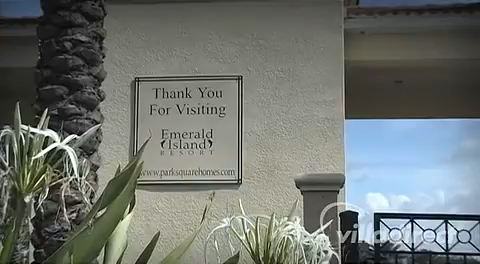 Thank You
For Visiting
Emerald
Island
RESORT
www.parksquarehomes.com